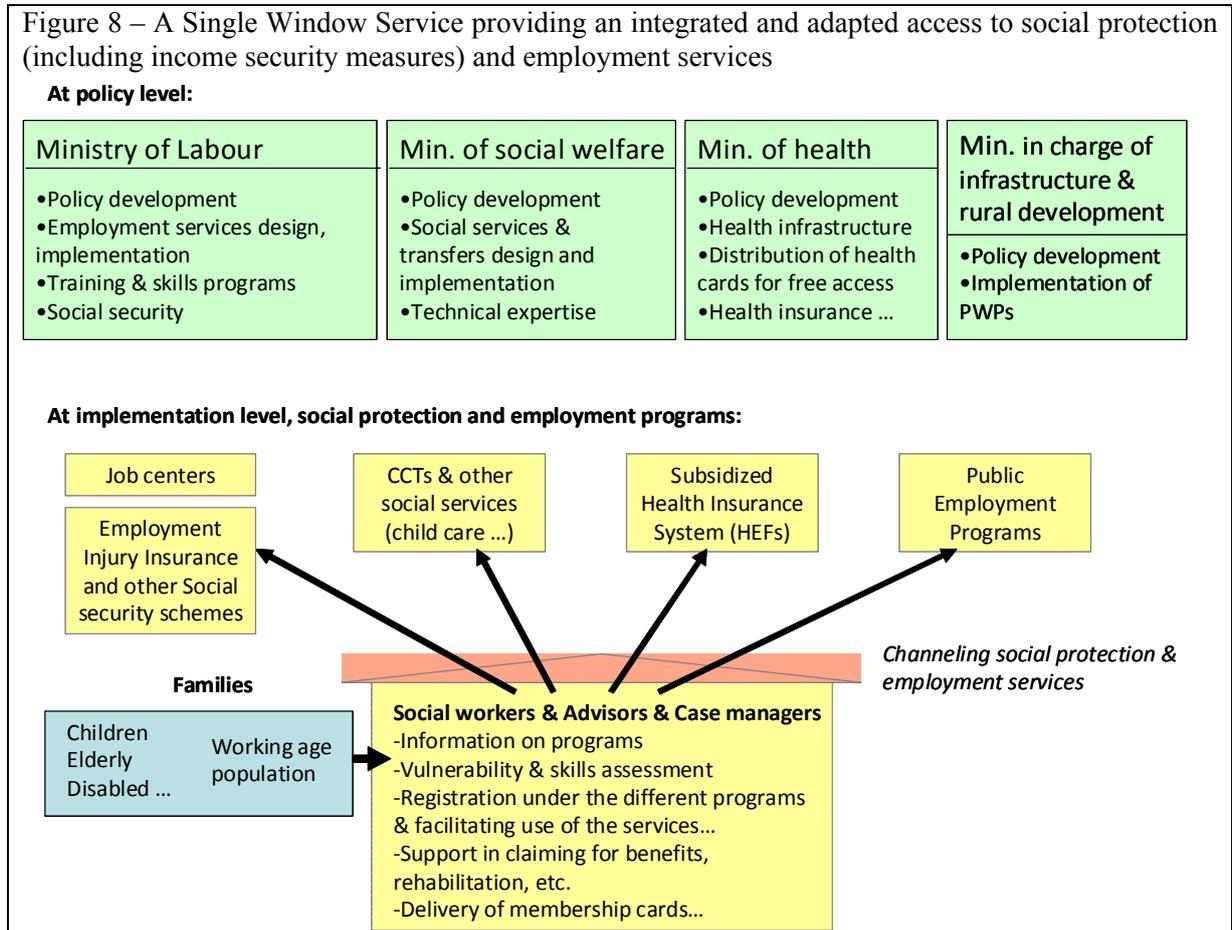 Figure 8 – A Single Window Service providing an integrated and adapted access to social protection
(including income security measures) and employment services
At policy level:
Ministry of Labour
•Policy development
•Employment services design,
implementation
•Training & skills programs
•Social security
Min. of social welfare
•Policy development
•Social services &
transfers design and
implementation
•Technical expertise
Min. of health
•Policy development
•Health infrastructure
•Distribution of health
cards for free access
•Health insurance ...
Min. in charge of
infrastructure &
rural development
•Policy development
•Implementation of
PWPs
At implementation level, social protection and employment programs:
Job centers
Employment
Injury Insurance
and other Social
security schemes
CCTs & other
social services
(child care ...)
Subsidized
Health Insurance
System (HEFs)
Public
Employment
Programs
Channeling social protection &
employment services
Families
Children
Elderly
Disabled ...
Working age
population
Social workers & Advisors & Case managers
-Information on programs
-Vulnerability & skills assessment
-Registration under the different programs
& facilitating use of the services...
-Support in claiming for benefits,
rehabilitation, etc.
-Delivery of membership cards...